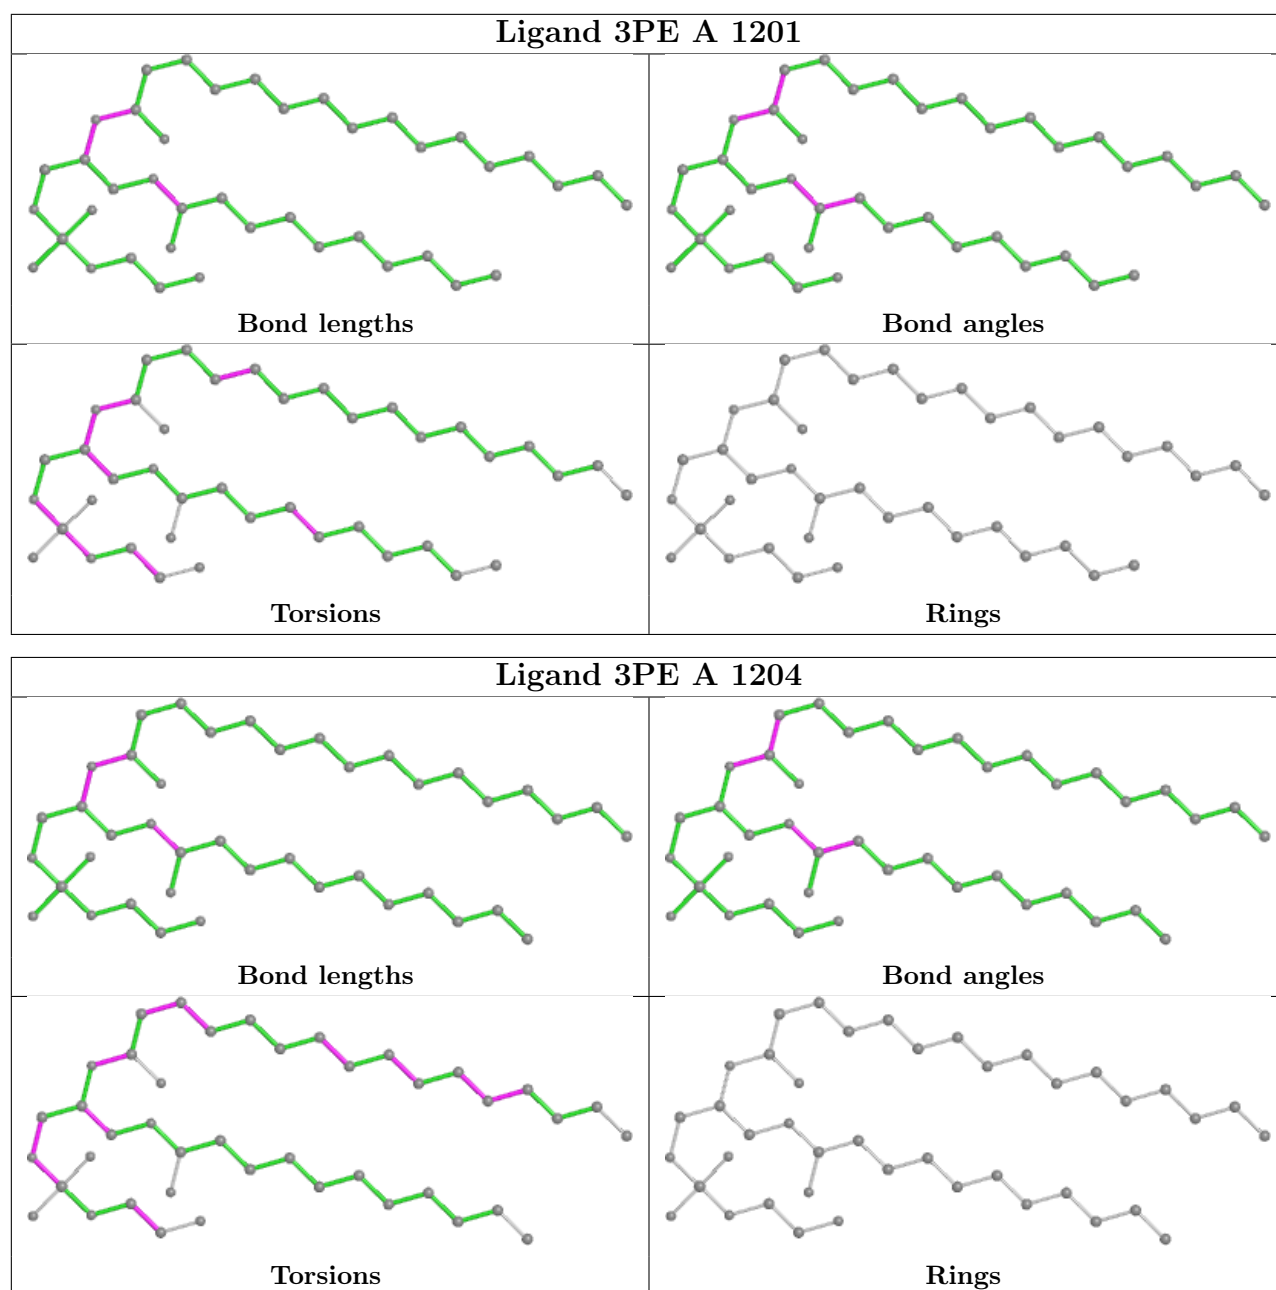 Ligand 3PE A 1201
Bond lengths
Bond angles
Torsions
Rings
Ligand 3PE A 1204
Bond lengths
Bond angles
Torsions
Rings